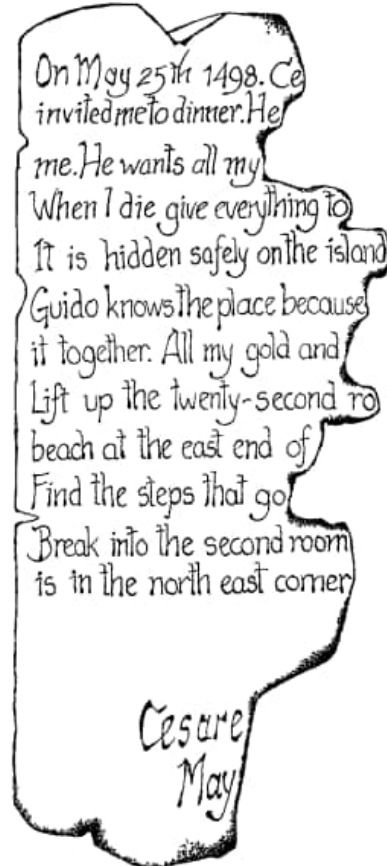 On May 25th 1498. Ce
invited me to dinner. He
me. He wants all my
When I die give everything to
It is hidden safely on the island
Guido knows the place because
it together. All my gold and
Lift up the twenty-second ro
beach at the east end of
Find the steps that go
Break into the second room
is in the north east corner
Cesare
May